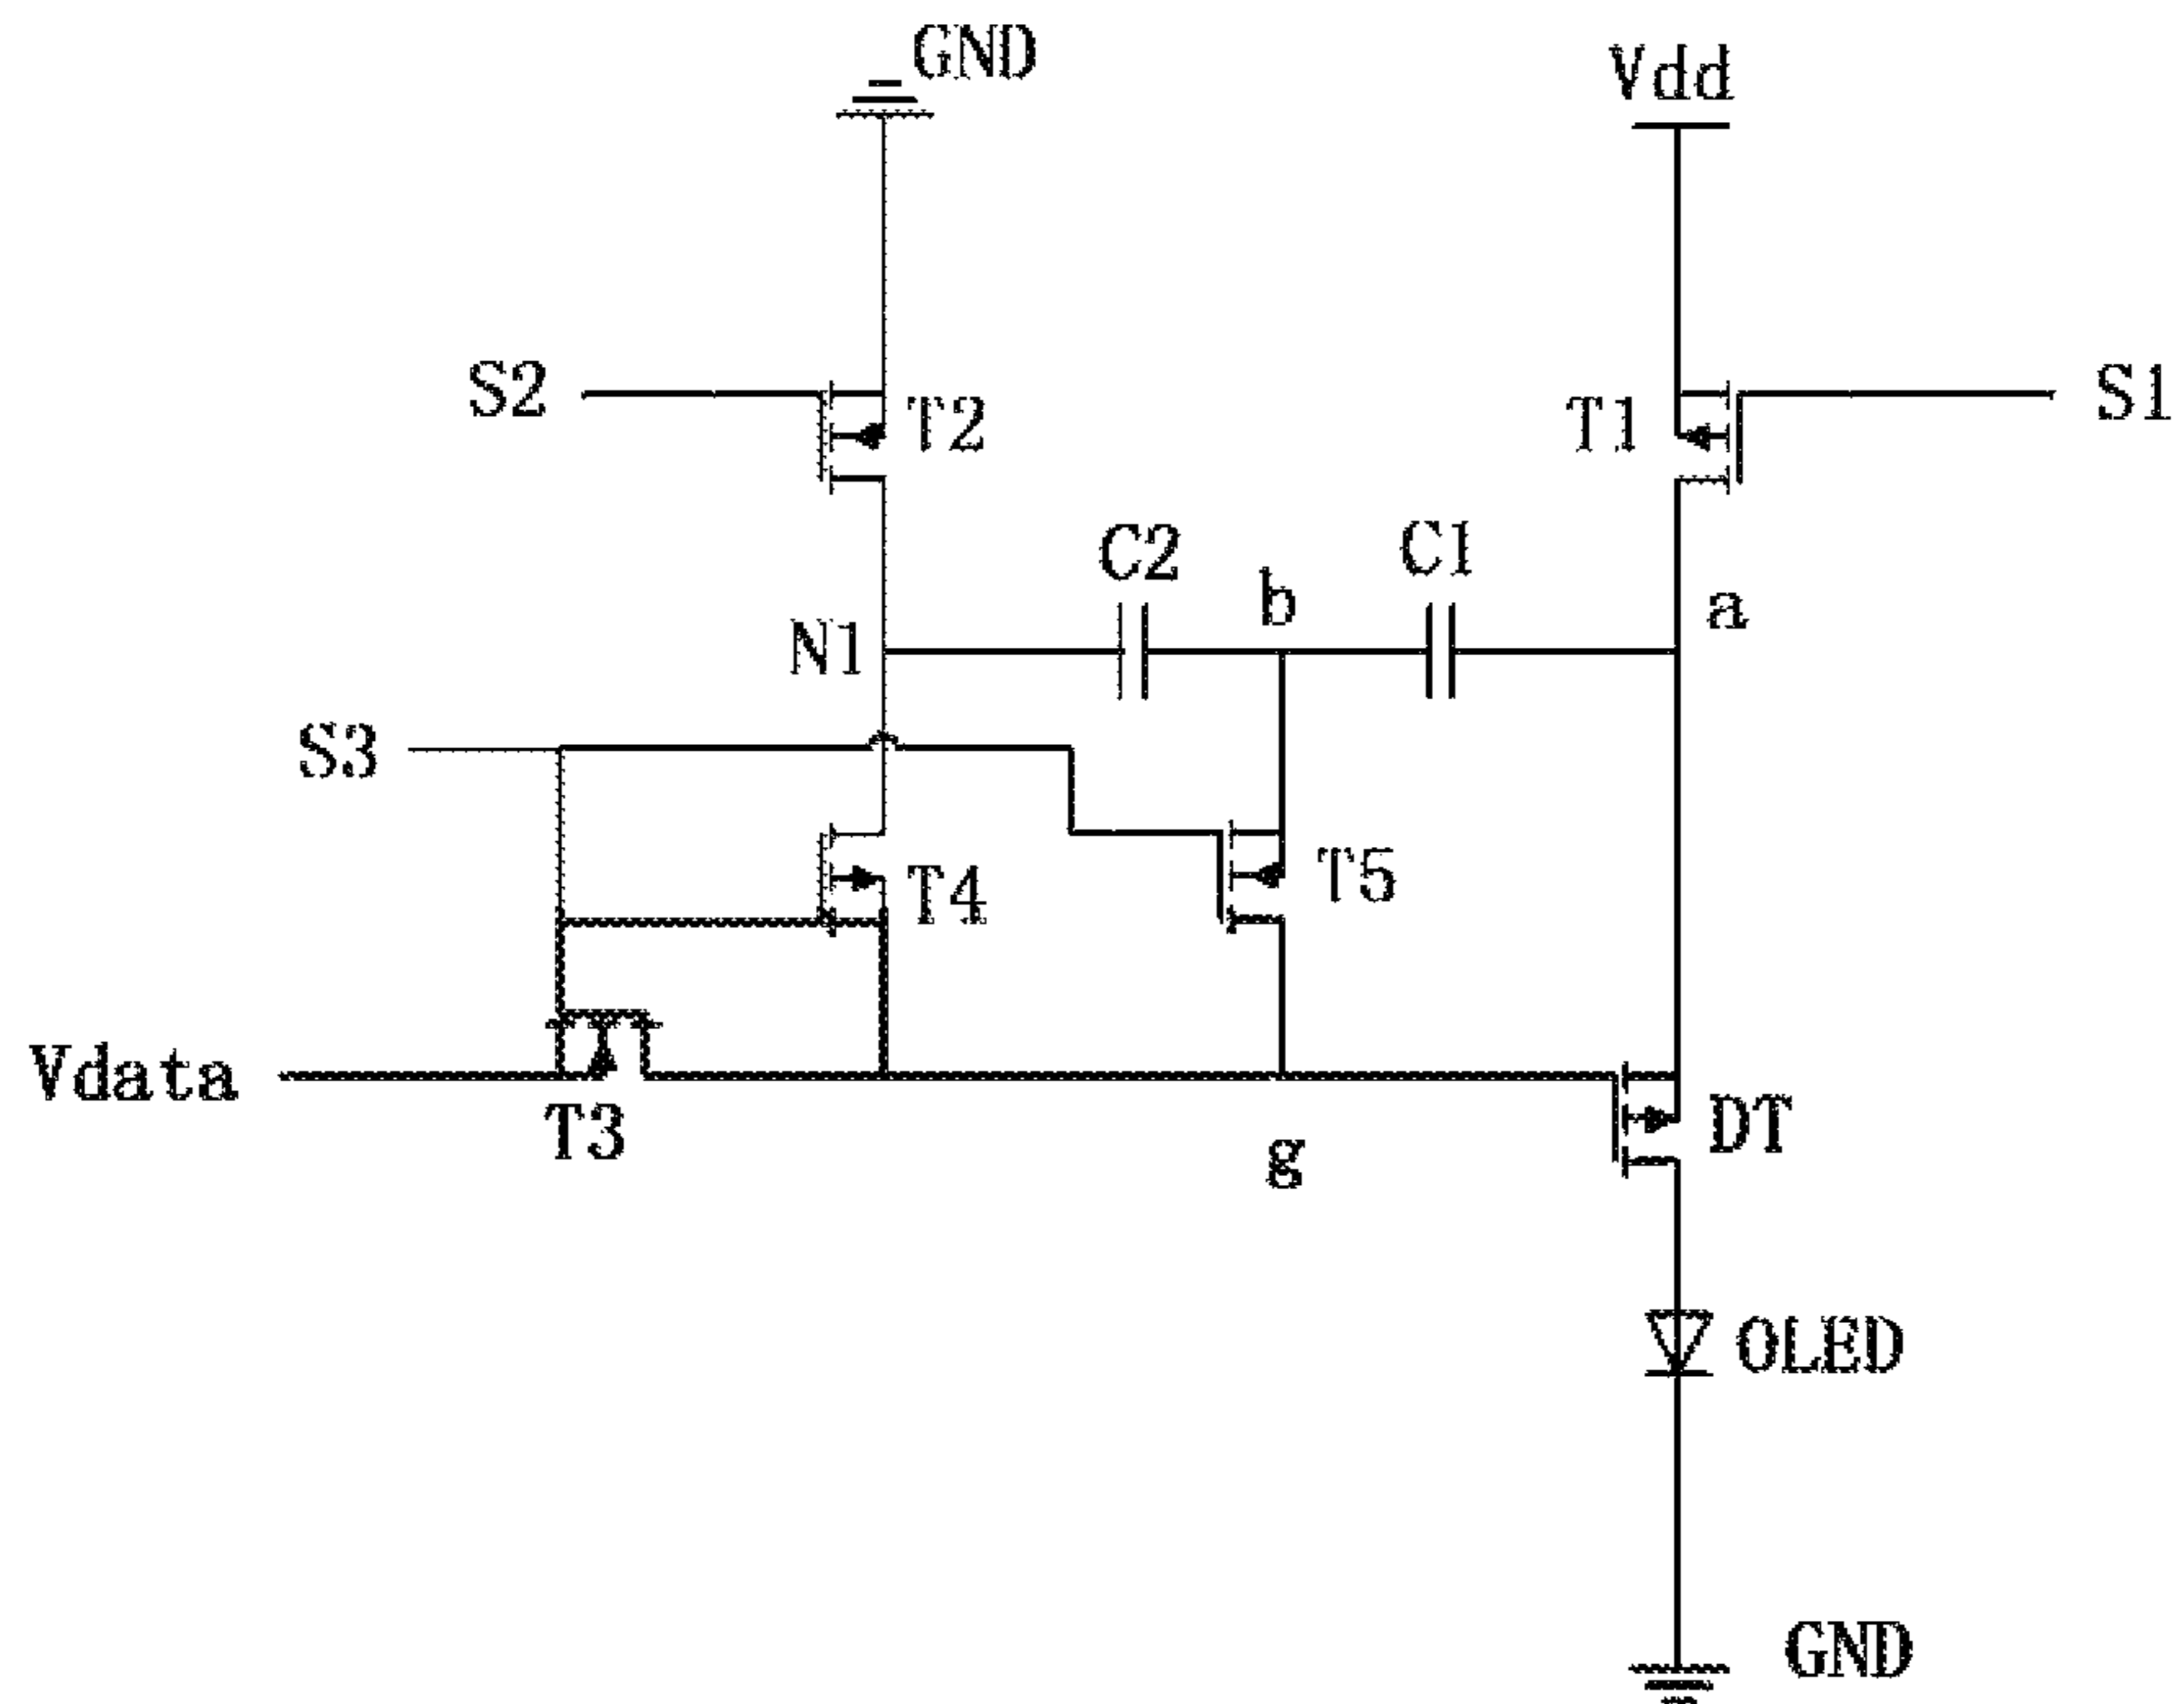 GND
Vdd
S2
T2
T1
S1
C2
b
C1
a
N1
S3
T4
T5
Vdata
T3
g
DT
OLED
GND